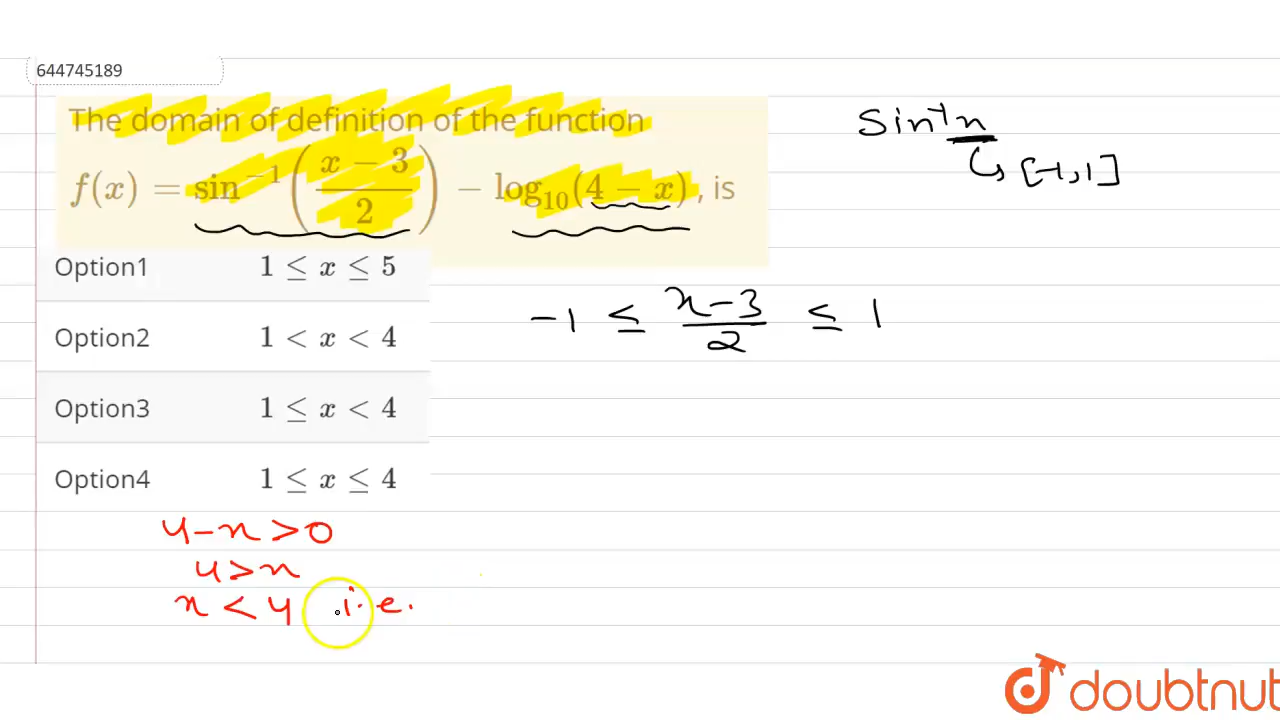 644745189
The domain of definition of the function
f(x) = sin⁻¹((x − 3)/2) − log₁₀(4 − x), is
Option1 1 ≤ x ≤ 5
Option2 1 < x < 4
Option3 1 ≤ x < 4
Option4 1 ≤ x ≤ 4
4-x>0
4>x
x<4 i.e.
Sin⁻¹x
[-1,1]
-1 ≤ (x-3)/2 ≤ 1
doubtnut